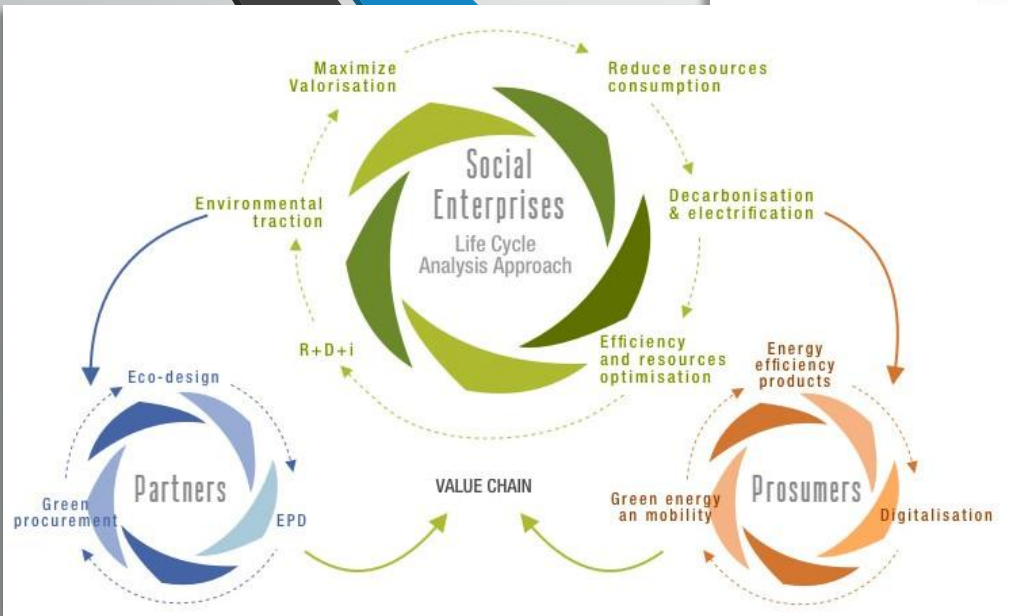 Maximize
Valorisation
Reduce resources
consumption
Social
Enterprises
Life Cycle
Analysis Approach
Environmental
traction
Decarbonisation
& electrification
R+D+i
Efficiency
and resources
optimisation
Eco-design
Partners
Green
procurement
EPD
VALUE CHAIN
Energy
efficiency
products
Prosumers
Green energy
an mobility
Digitalisation